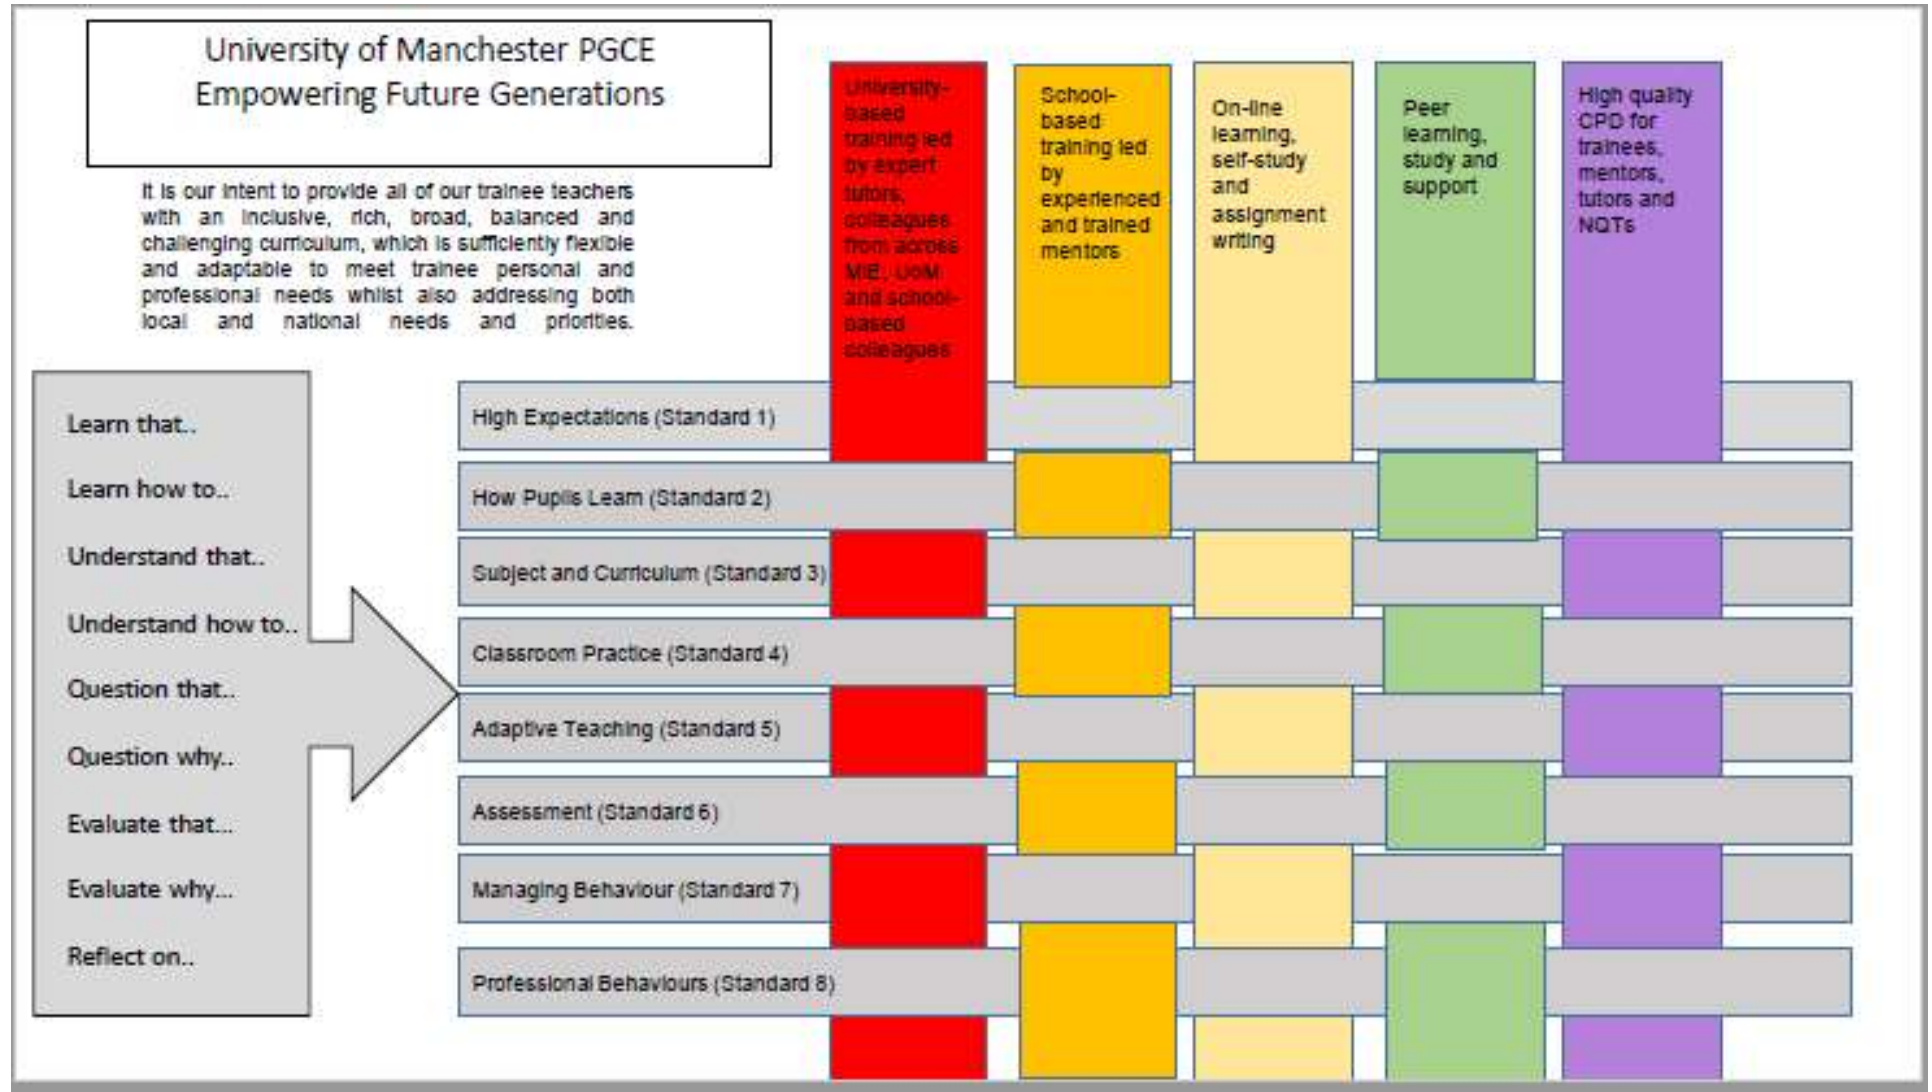 University of Manchester PGCE
Empowering Future Generations
It is our intent to provide all of our trainee teachers
with an inclusive, rich, broad, balanced and
challenging curriculum, which is sufficiently flexible
and adaptable to meet trainee personal and
professional needs whilst also addressing both
local and national needs and priorities.
University-
based
training led
by expert
tutors,
colleagues
from across
MIE, UoM
and school-
based
colleagues
School-
based
training led
by
experienced
and trained
mentors
On-line
learning,
self-study
and
assignment
writing
Peer
learning,
study and
support
High quality
CPD for
trainees,
mentors,
tutors and
NQTs
Learn that..
Learn how to..
Understand that..
Understand how to..
Question that..
Question why..
Evaluate that...
Evaluate why...
Reflect on..
High Expectations (Standard 1)
How Pupils Learn (Standard 2)
Subject and Curriculum (Standard 3)
Classroom Practice (Standard 4)
Adaptive Teaching (Standard 5)
Assessment (Standard 6)
Managing Behaviour (Standard 7)
Professional Behaviours (Standard 8)